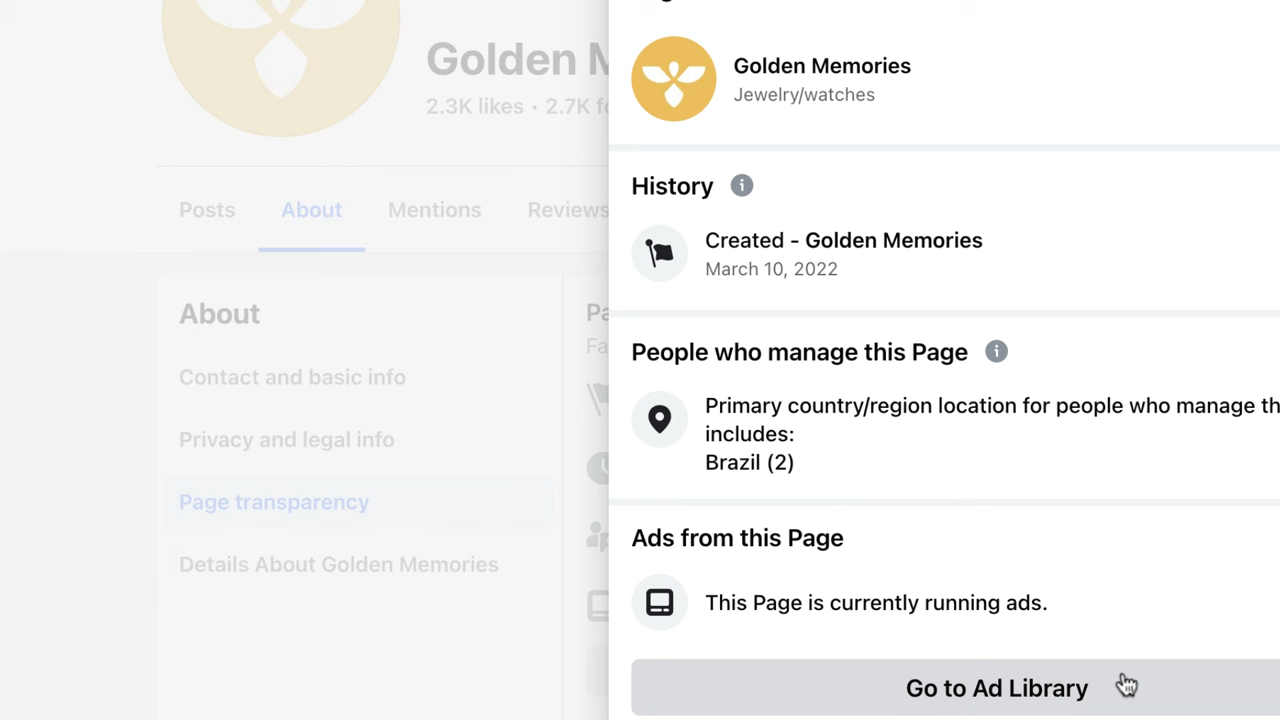 Golden
2.3K likes • 2.7K
Posts
About
Mentions
Reviews
About
Contact and basic info
Privacy and legal info
Page transparency
Details About Golden Memories
Golden Memories
Jewelry/watches
History
Created - Golden Memories
March 10, 2022
People who manage this Page
Primary country/region location for people who manage
includes:
Brazil (2)
Ads from this Page
This Page is currently running ads.
Go to Ad Library